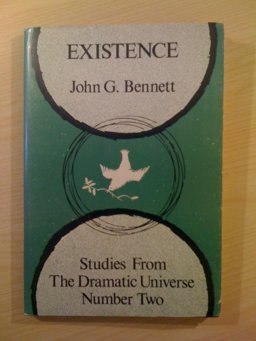 EXISTENCE
John G. Bennett
Studies From
The Dramatic Universe
Number Two